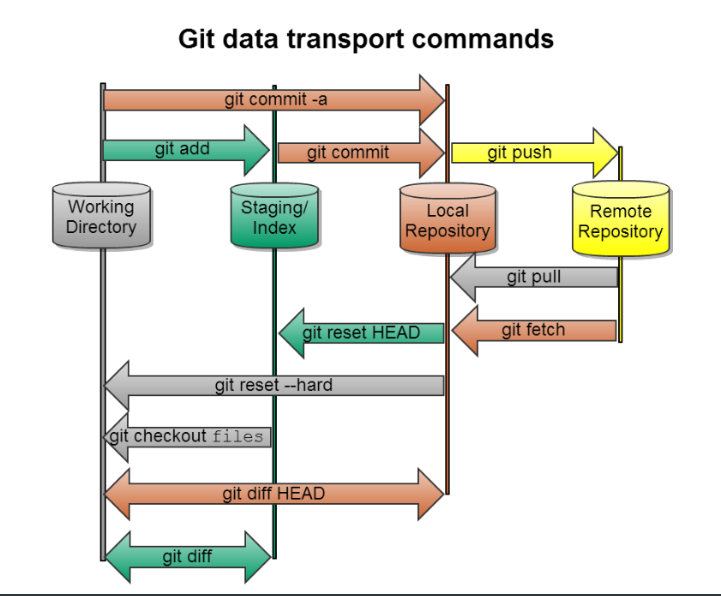 Git data transport commands
git commit -a
git add
git commit
git push
Working
Directory
Staging/
Index
Local
Repository
Remote
Repository
git pull
git reset HEAD
git fetch
git reset --hard
git checkout files
git diff HEAD
git diff